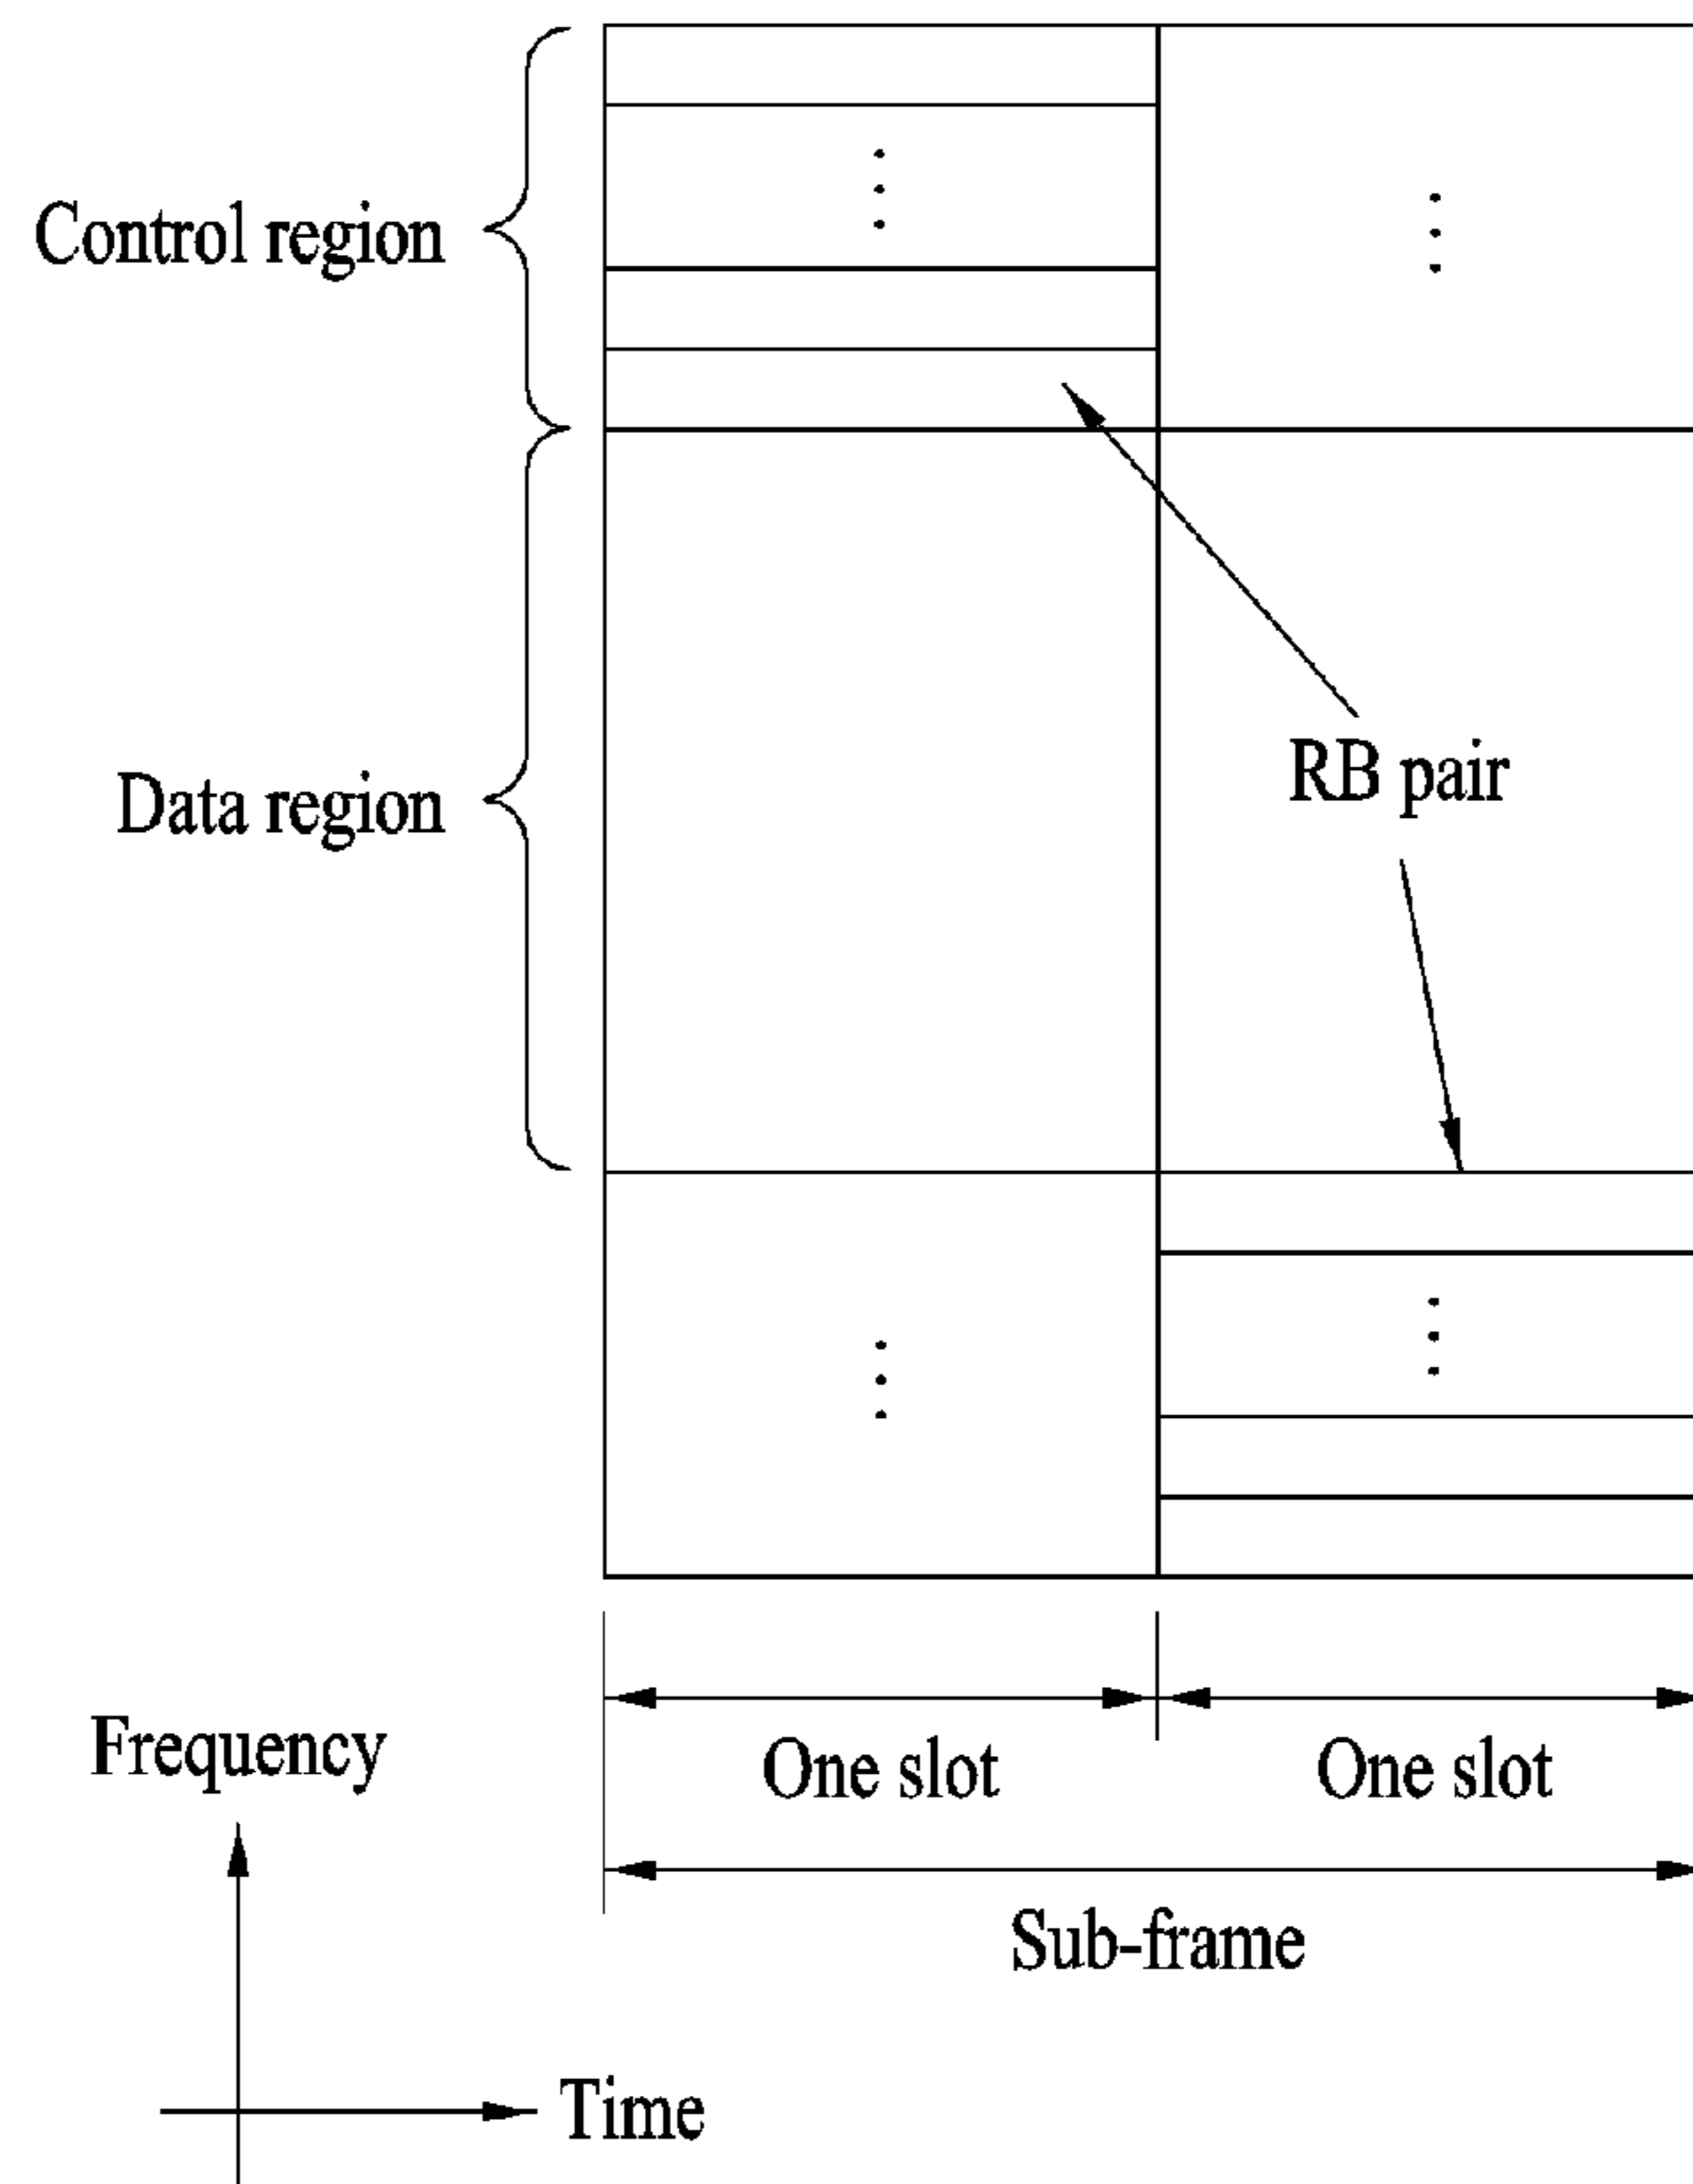 Control region
Data region
RB pair
One slot
One slot
Sub-frame
Frequency
Time